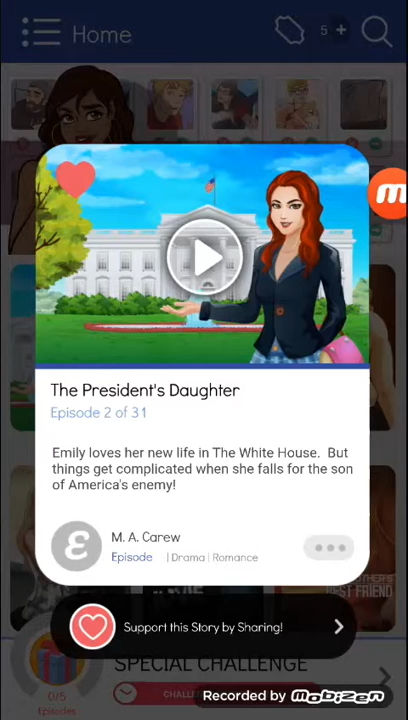 Home
5 +
The President's Daughter
Episode 2 of 31
Emily loves her new life in The White House. But
things get complicated when she falls for the son
of America's enemy!
M. A. Carew
Episode | Drama | Romance
Support this Story by Sharing!
SPECIAL CHALLENGE
0/5
Episodes
Recorded by mobizen